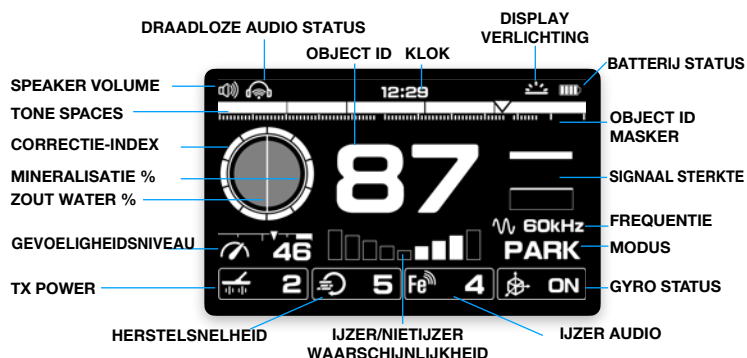 DRAADLOZE AUDIO STATUS
DISPLAY
VERLICHTING
OBJECT ID
KLOK
BATTERIJ STATUS
SPEAKER VOLUME
12:29
TONE SPACES
OBJECT ID
MASKER
CORRECTIE-INDEX
87
MINERALISATIE %
SIGNAAL STERKTE
ZOUT WATER %
60kHz
FREQUENTIE
GEVOELIGHEIDSNIVEAU
46
PARK
MODUS
TX POWER
2
5
Fe
4
ON
GYRO STATUS
HERSTELSNELHEID
IJZER/NIETIJZER
WAARSCHIJNLIJKHEID
IJZER AUDIO